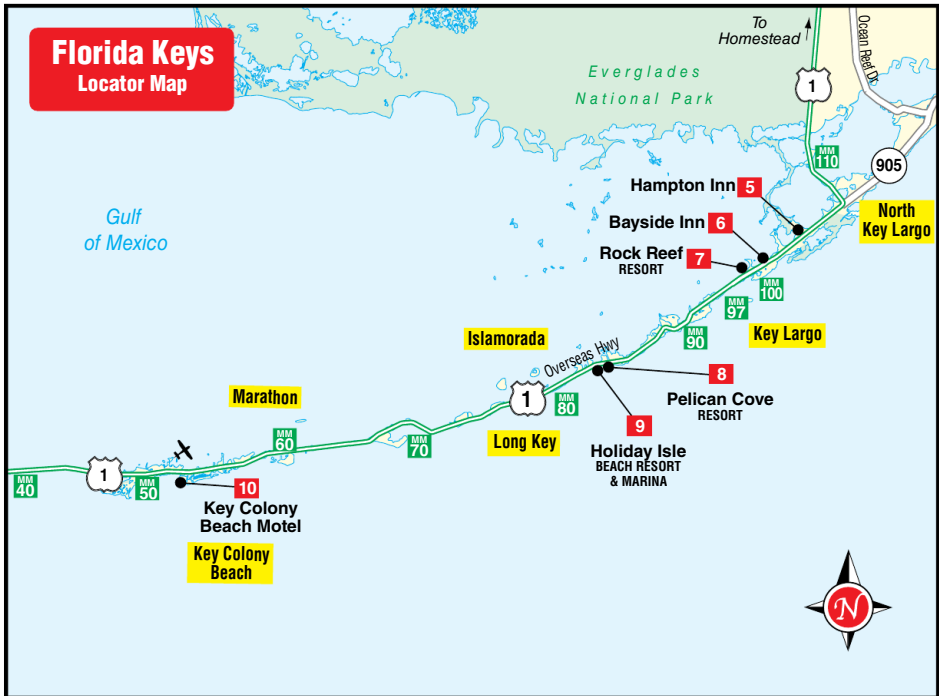 Florida Keys
Locator Map
To
Homestead
Ocean Reef Dr
Everglades
National Park
1
MM
110
905
Hampton Inn 5
North
Key Largo
Bayside Inn 6
Gulf
of Mexico
Rock Reef 7
RESORT
MM
100
MM
97
Key Largo
MM
90
Islamorada
Overseas Hwy
8
Pelican Cove
RESORT
Marathon
1
MM
80
9
Holiday Isle
BEACH RESORT
& MARINA
Long Key
MM
70
MM
60
1
MM
40
MM
50
10
Key Colony
Beach Motel
Key Colony
Beach
N